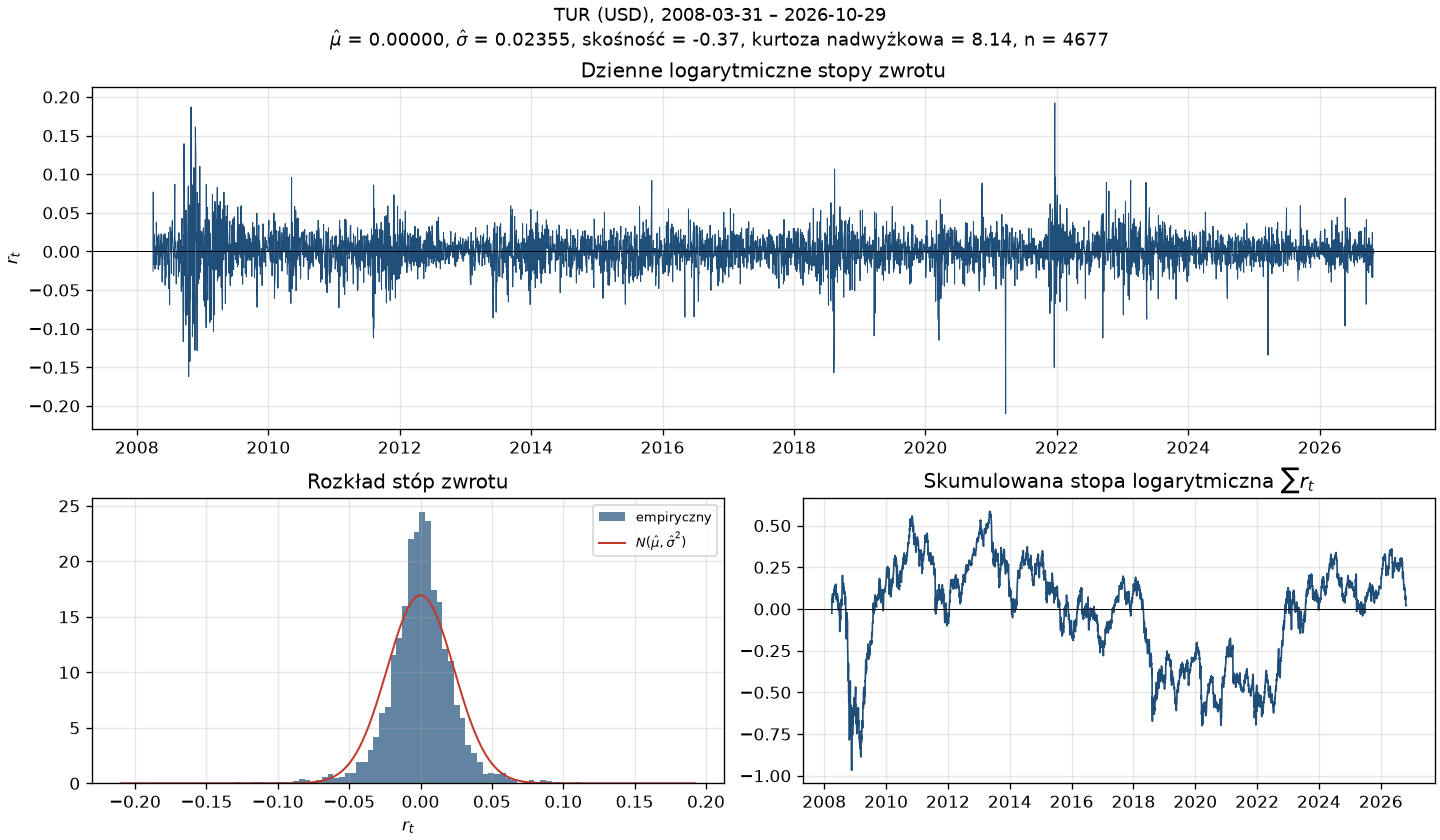 TUR (USD), 2008-03-31 – 2026-10-29
μ̂ = 0.00000, σ̂ = 0.02355, skośność = -0.37, kurtoza nadwyżkowa = 8.14, n = 4677
Dzienne logarytmiczne stopy zwrotu
0.20
0.15
0.10
0.05
0.00
−0.05
−0.10
−0.15
−0.20
r_t
2008 2010 2012 2014 2016 2018 2020 2022 2024 2026
Rozkład stóp zwrotu
25
20
15
10
5
0
empiryczny
N(μ̂, σ̂²)
−0.20 −0.15 −0.10 −0.05 0.00 0.05 0.10 0.15 0.20
r_t
Skumulowana stopa logarytmiczna ∑r_t
0.50
0.25
0.00
−0.25
−0.50
−0.75
−1.00
2008 2010 2012 2014 2016 2018 2020 2022 2024 2026